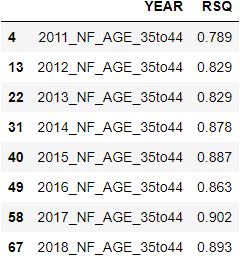 YEAR RSQ
4 2011_NF_AGE_35to44 0.789
13 2012_NF_AGE_35to44 0.829
22 2013_NF_AGE_35to44 0.829
31 2014_NF_AGE_35to44 0.878
40 2015_NF_AGE_35to44 0.887
49 2016_NF_AGE_35to44 0.863
58 2017_NF_AGE_35to44 0.902
67 2018_NF_AGE_35to44 0.893